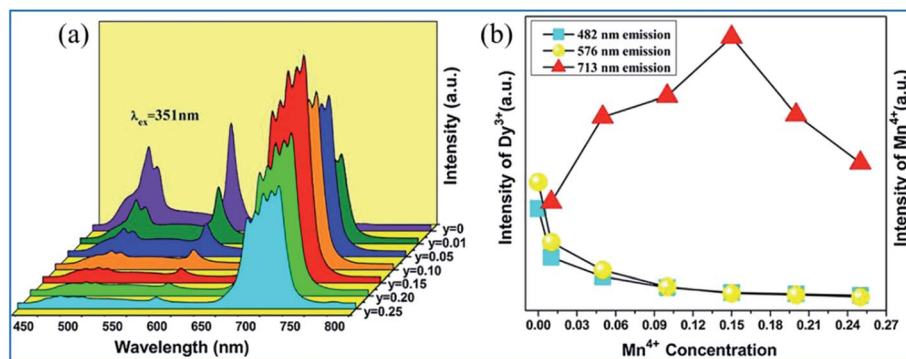 (a)
λex=351nm
Intensity (a.u.)
y=0
y=0.01
y=0.05
y=0.10
y=0.15
y=0.20
y=0.25
450 500 550 600 650 700 750 800
Wavelength (nm)
(b)
482 nm emission
576 nm emission
713 nm emission
Intensity of Dy³⁺(a.u.)
Intensity of Mn⁴⁺(a.u.)
0.00 0.03 0.06 0.09 0.12 0.15 0.18 0.21 0.24 0.27
Mn⁴⁺ Concentration